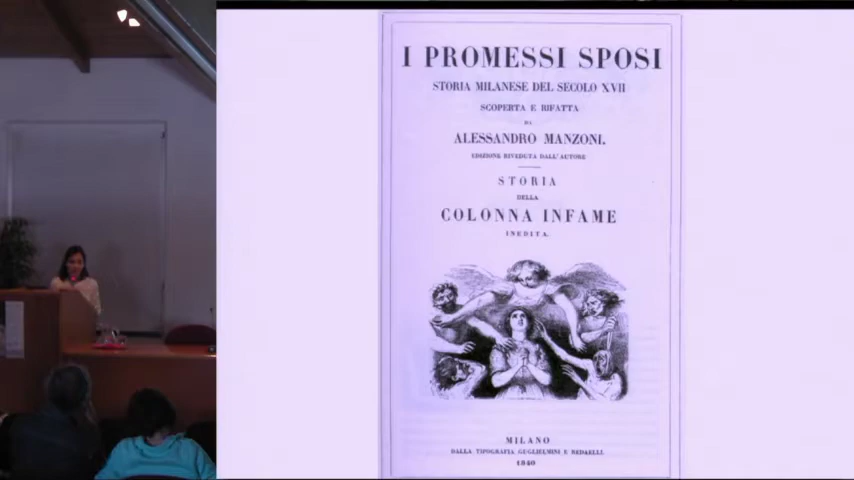 I PROMESSI SPOSI
STORIA MILANESE DEL SECOLO XVII
SCOPERTA E RIFATTA
DA
ALESSANDRO MANZONI.
EDIZIONE RIVEDUTA DALL'AUTORE
STORIA
DELLA
COLONNA INFAME
INEDITA.
MILANO
DALLA TIPOGRAFIA GUGLIELMINI E REDAELLI.
1840